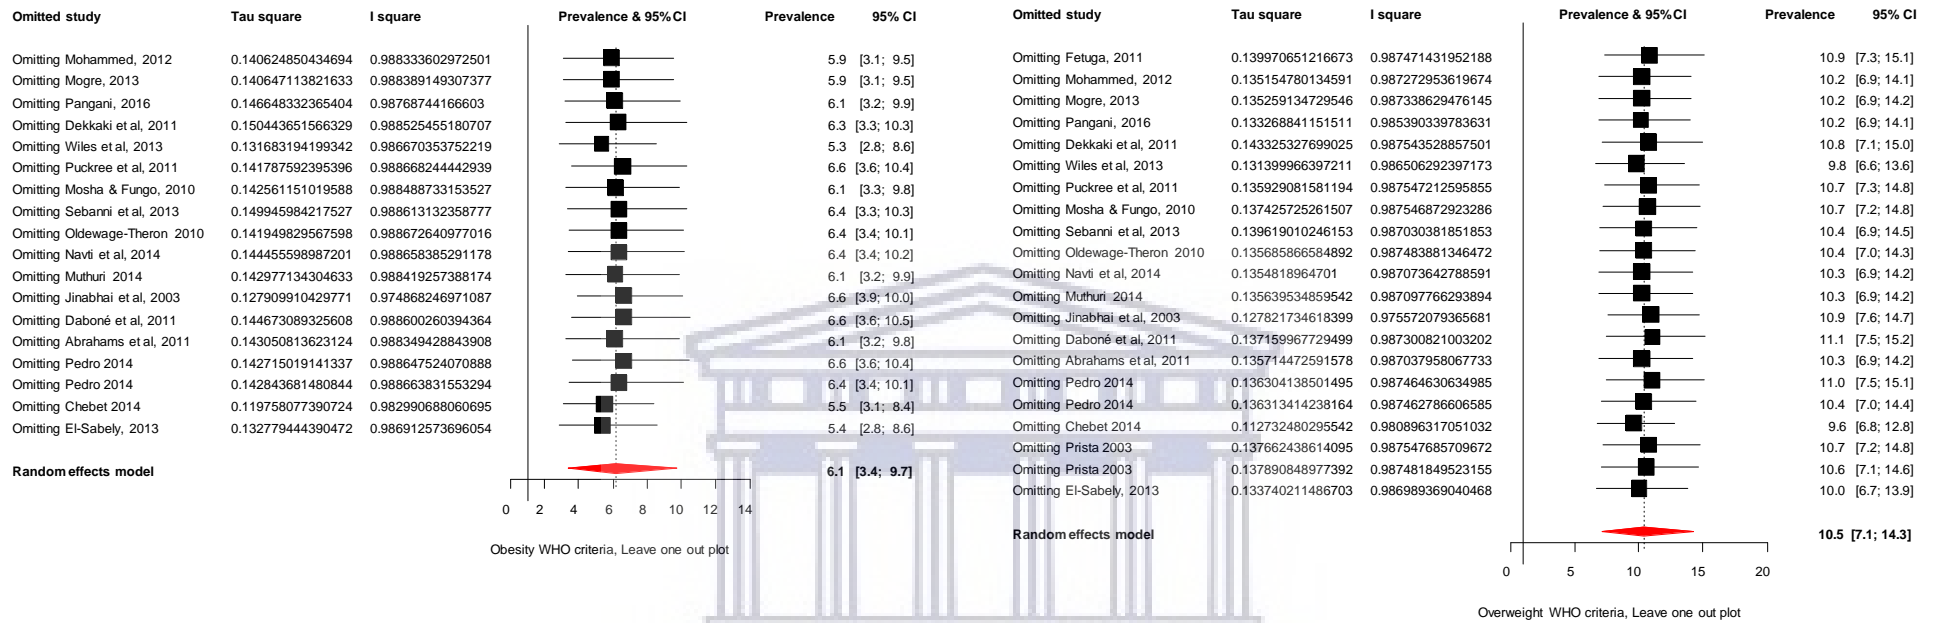 Omitted study Tau square I square Prevalence & 95%CI Prevalence 95% CI
Omitting Mohammed, 2012 0.140624850434694 0.988333602972501 5.9 [3.1; 9.5]
Omitting Mogre, 2013 0.140647113821633 0.988389149307377 5.9 [3.1; 9.5]
Omitting Pangani, 2016 0.146648332365404 0.98768744166603 6.1 [3.2; 9.9]
Omitting Dekkaki et al, 2011 0.150443651566329 0.988525455180707 6.3 [3.3; 10.3]
Omitting Wiles et al, 2013 0.131683194199342 0.986670353752219 5.3 [2.8; 8.6]
Omitting Puckree et al, 2011 0.141787592395396 0.988668244442939 6.6 [3.6; 10.4]
Omitting Mosha & Fungo, 2010 0.14256115101 9588 0.988488733153527 6.1 [3.3; 9.8]
Omitting Sebanni et al, 2013 0.149945984217527 0.988613132358777 6.4 [3.3; 10.3]
Omitting Oldewage-Theron 2010 0.141949829567598 0.988672640977016 6.4 [3.4; 10.1]
Omitting Navti et al, 2014 0.144455598987201 0.988658385291178 6.4 [3.4; 10.2]
Omitting Muthuri 2014 0.142977134304633 0.988419257388174 6.1 [3.2; 9.9]
Omitting Jinabhai et al, 2003 0.127909910429771 0.974868246971087 6.6 [3.9; 10.0]
Omitting Daboné et al, 2011 0.144673089325608 0.988600260394364 6.6 [3.6; 10.5]
Omitting Abrahams et al, 2011 0.143050813623124 0.988349428843908 6.1 [3.2; 9.8]
Omitting Pedro 2014 0.142715019141337 0.988647524070888 6.6 [3.6; 10.4]
Omitting Pedro 2014 0.142843681480844 0.988663831553294 6.4 [3.4; 10.1]
Omitting Chebet 2014 0.119758077390724 0.982990688060695 5.5 [3.1; 8.4]
Omitting El-Sabely, 2013 0.132779444390472 0.986912573696054 5.4 [2.8; 8.6]
Random effects model 6.1 [3.4; 9.7]
0 2 4 6 8 10 12 14
Obesity WHO criteria, Leave one out plot
Omitted study Tau square I square Prevalence & 95%CI Prevalence 95% CI
Omitting Fetuga, 2011 0.139970651216673 0.987471431952188 10.9 [7.3; 15.1]
Omitting Mohammed, 2012 0.135154780134591 0.987272953619674 10.2 [6.9; 14.1]
Omitting Mogre, 2013 0.135259134729546 0.987338629476145 10.2 [6.9; 14.2]
Omitting Pangani, 2016 0.133268841151511 0.985390339783631 10.2 [6.9; 14.1]
Omitting Dekkaki et al, 2011 0.143325327699025 0.987543528857501 10.8 [7.1; 15.0]
Omitting Wiles et al, 2013 0.131399966397211 0.986506292397173 9.8 [6.6; 13.6]
Omitting Puckree et al, 2011 0.135929081581194 0.987547212595855 10.7 [7.3; 14.8]
Omitting Mosha & Fungo, 2010 0.137425725261507 0.987546872923286 10.7 [7.2; 14.8]
Omitting Sebanni et al, 2013 0.139619010246153 0.987030381851853 10.4 [6.9; 14.5]
Omitting Oldewage-Theron 2010 0.135685866584892 0.987483881346472 10.4 [7.0; 14.3]
Omitting Navti et al, 2014 0.1354818964701 0.987073642788591 10.3 [6.9; 14.2]
Omitting Muthuri 2014 0.135639534859542 0.987097766293894 10.3 [6.9; 14.2]
Omitting Jinabhai et al, 2003 0.127821734618399 0.975572079365681 10.9 [7.6; 14.7]
Omitting Daboné et al, 2011 0.137159967729499 0.987300821003202 11.1 [7.5; 15.2]
Omitting Abrahams et al, 2011 0.135714472591578 0.987037958067733 10.3 [6.9; 14.2]
Omitting Pedro 2014 0.136304138501495 0.987464630634985 11.0 [7.5; 15.1]
Omitting Pedro 2014 0.136313414238164 0.987462786606585 10.4 [7.0; 14.4]
Omitting Chebet 2014 0.112732480295542 0.980896317051032 9.6 [6.8; 12.8]
Omitting Prista 2003 0.137662438614095 0.987547685709672 10.7 [7.2; 14.8]
Omitting Prista 2003 0.137890848977392 0.987481849523155 10.6 [7.1; 14.6]
Omitting El-Sabely, 2013 0.133740211486703 0.986989369040468 10.0 [6.7; 13.9]
Random effects model 10.5 [7.1; 14.3]
0 5 10 15 20
Overweight WHO criteria, Leave one out plot